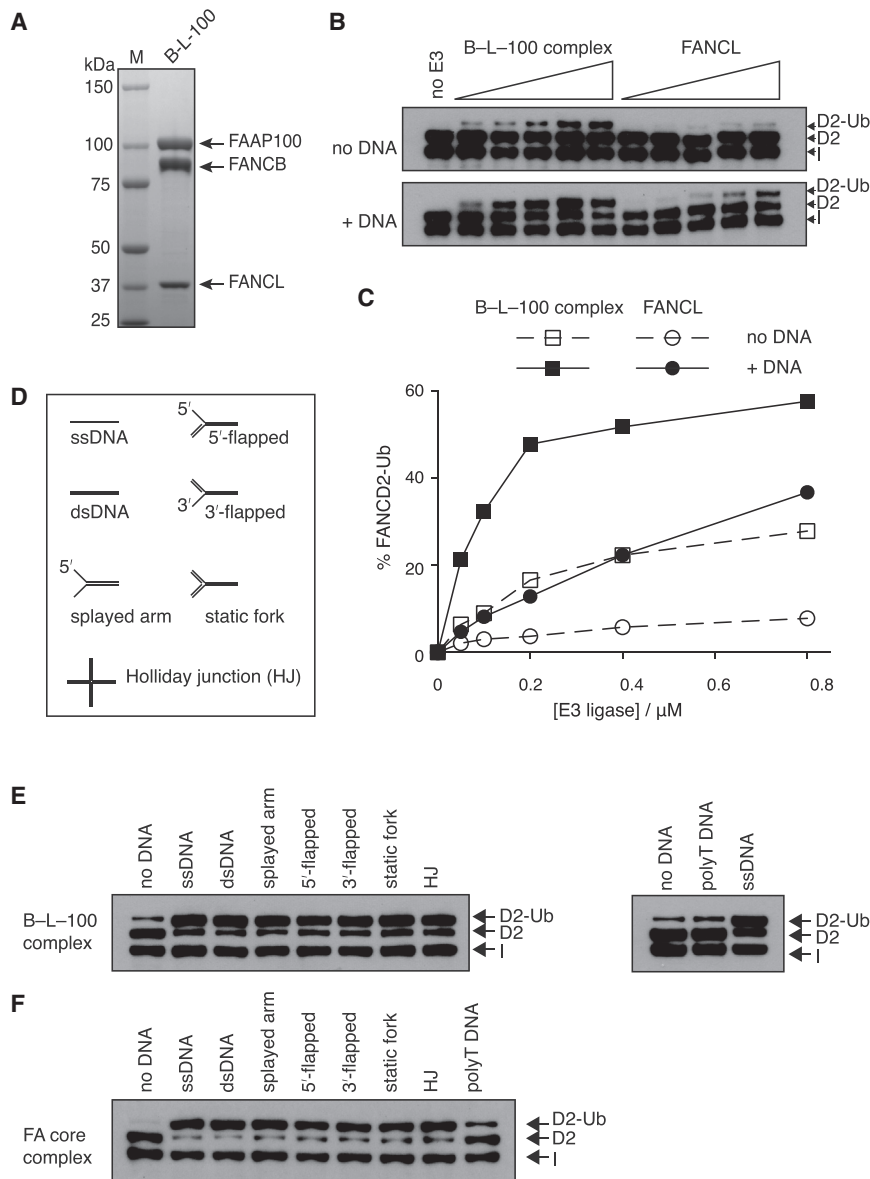 A
kDa
M
B-L-100
150
100
75
50
37
25
FAAP100
FANCB
FANCL
B
no E3
B–L–100 complex
FANCL
no DNA
D2-Ub
D2
I
+ DNA
D2-Ub
D2
I
C
B–L–100 complex
FANCL
no DNA
+ DNA
60
40
20
0
% FANCD2-Ub
0
0.2
0.4
0.6
0.8
[E3 ligase] / μM
D
ssDNA
5′
5′-flapped
dsDNA
3′
3′-flapped
5′
splayed arm
static fork
Holliday junction (HJ)
E
no DNA
ssDNA
dsDNA
splayed arm
5′-flapped
3′-flapped
static fork
HJ
B–L–100
complex
D2-Ub
D2
I
no DNA
polyT DNA
ssDNA
D2-Ub
D2
I
F
no DNA
ssDNA
dsDNA
splayed arm
5′-flapped
3′-flapped
static fork
HJ
polyT DNA
FA core
complex
D2-Ub
D2
I